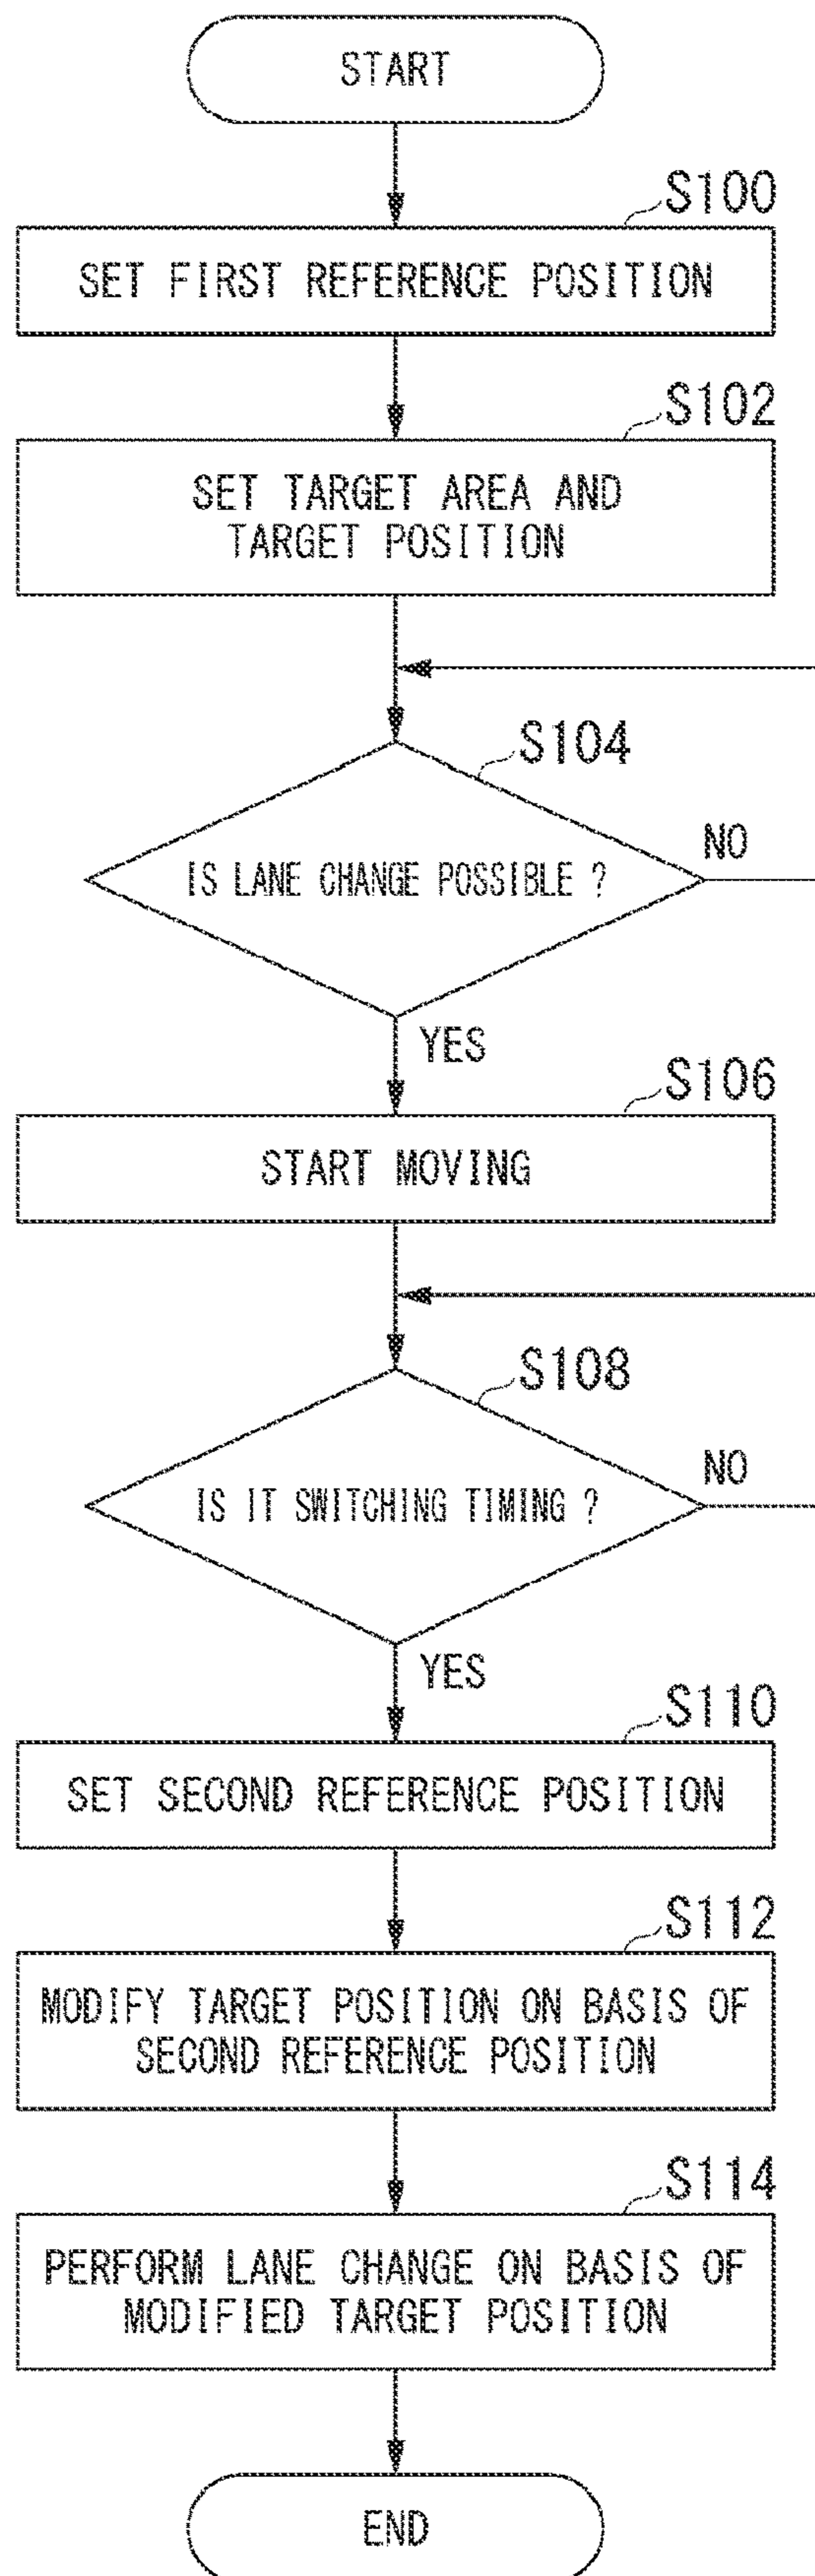 START
S100
SET FIRST REFERENCE POSITION
S102
SET TARGET AREA AND
TARGET POSITION
S104
IS LANE CHANGE POSSIBLE ?
NO
YES
S106
START MOVING
S108
IS IT SWITCHING TIMING ?
NO
YES
S110
SET SECOND REFERENCE POSITION
S112
MODIFY TARGET POSITION ON BASIS OF
SECOND REFERENCE POSITION
S114
PERFORM LANE CHANGE ON BASIS OF
MODIFIED TARGET POSITION
END